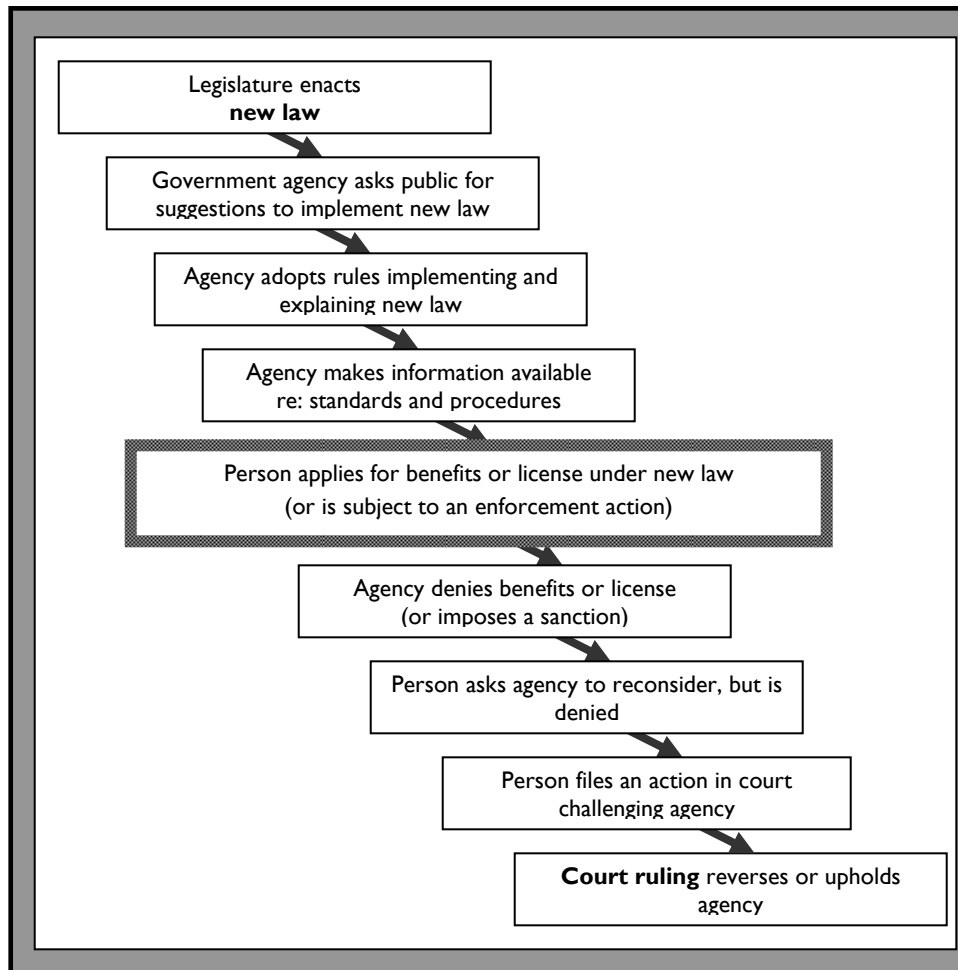 Legislature enacts
new law
Government agency asks public for
suggestions to implement new law
Agency adopts rules implementing and
explaining new law
Agency makes information available
re: standards and procedures
Person applies for benefits or license under new law
(or is subject to an enforcement action)
Agency denies benefits or license
(or imposes a sanction)
Person asks agency to reconsider, but is
denied
Person files an action in court
challenging agency
Court ruling reverses or upholds
agency